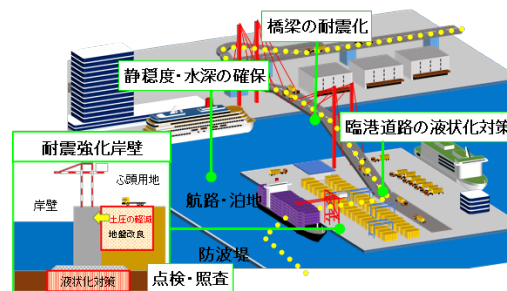 橋梁の耐震化
静穏度・水深の確保
臨港道路の液状化対策
耐震強化岸壁
ふ頭用地
岸壁
土圧の軽減
地盤改良
液状化対策
航路・泊地
防波堤
点検・照査